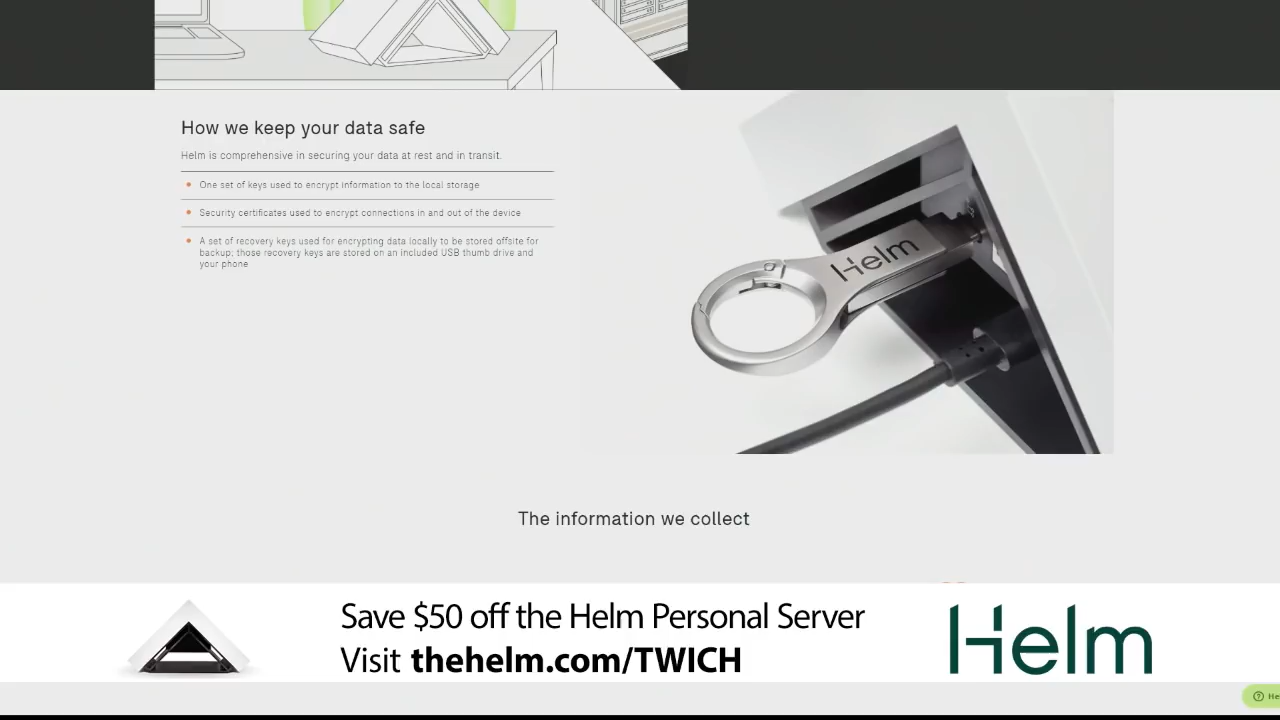 How we keep your data safe
Helm is comprehensive in securing your data at rest and in transit.
One set of keys used to encrypt information to the local storage
Security certificates used to encrypt connections in and out of the device
A set of recovery keys used for encrypting data locally to be stored offsite for
backup; those recovery keys are stored on an included USB thumb drive and
your phone
Helm
The information we collect
Save $50 off the Helm Personal Server
Visit thehelm.com/TWICH
Helm